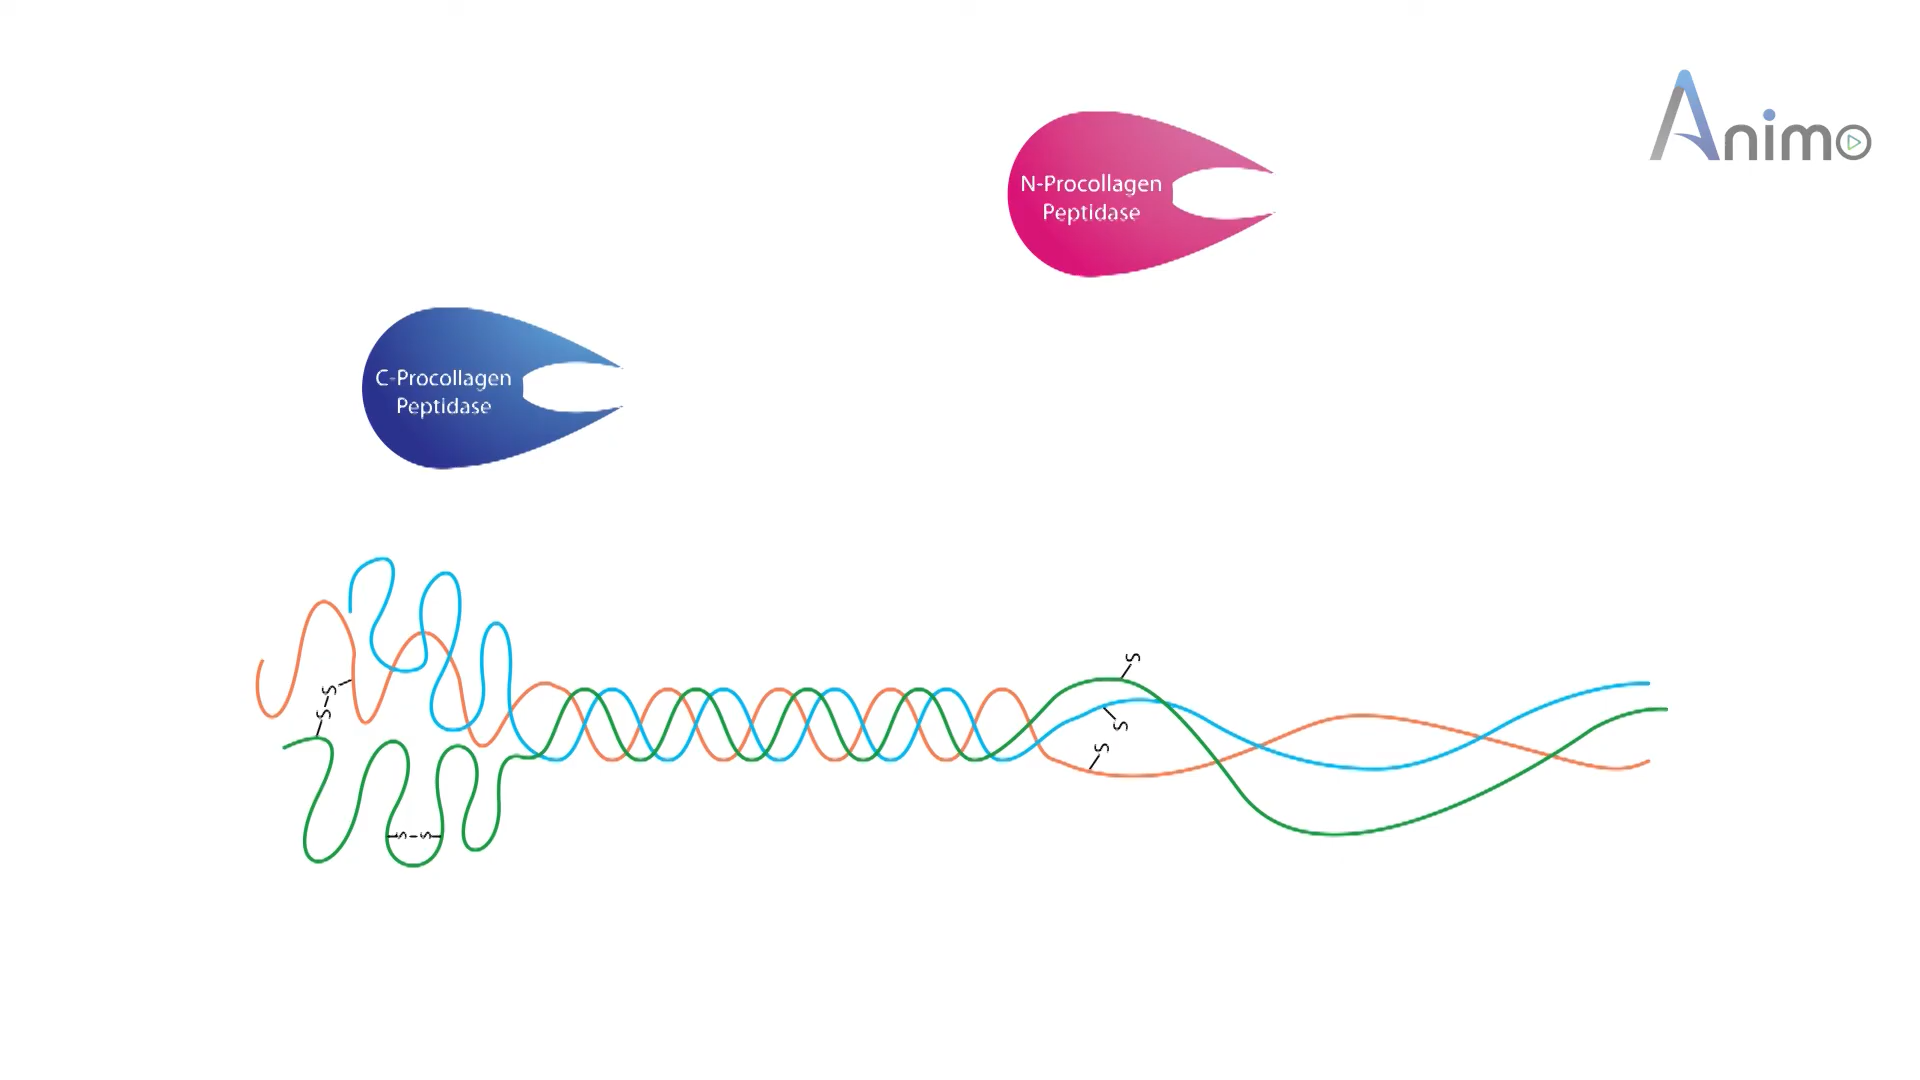 Animo
N-Procollagen
Peptidase
C-Procollagen
Peptidase
S
S-S
S
S
S-S